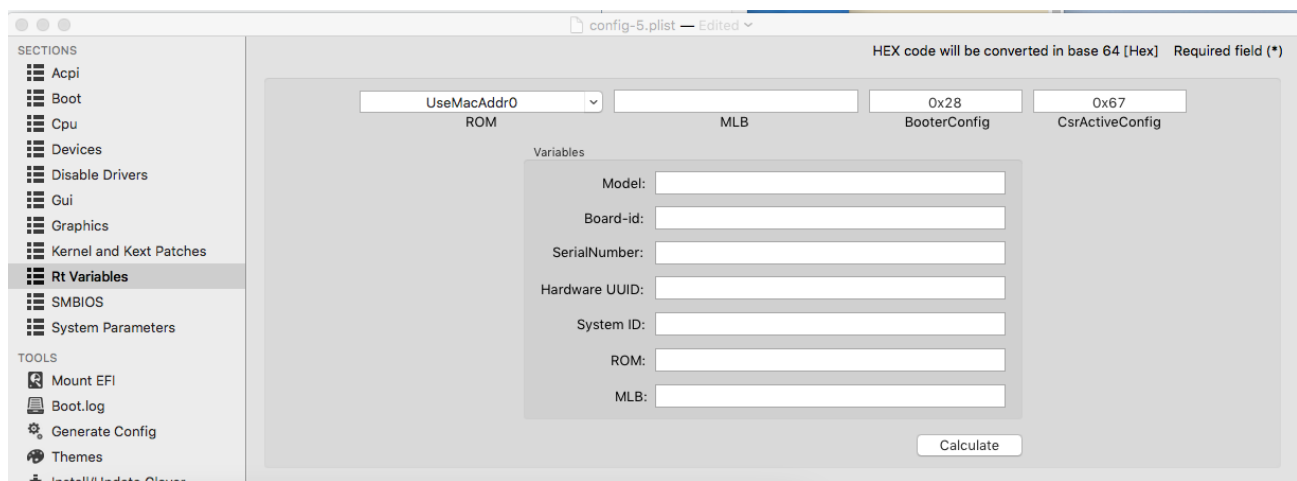 config-5.plist — Edited
SECTIONS
HEX code will be converted in base 64 [Hex] Required field (*)
Acpi
Boot
Cpu
Devices
Disable Drivers
Gui
Graphics
Kernel and Kext Patches
Rt Variables
SMBIOS
System Parameters
TOOLS
Mount EFI
Boot.log
Generate Config
Themes
UseMacAddr0 0x28 0x67
ROM MLB BooterConfig CsrActiveConfig
Variables
Model:
Board-id:
SerialNumber:
Hardware UUID:
System ID:
ROM:
MLB:
Calculate